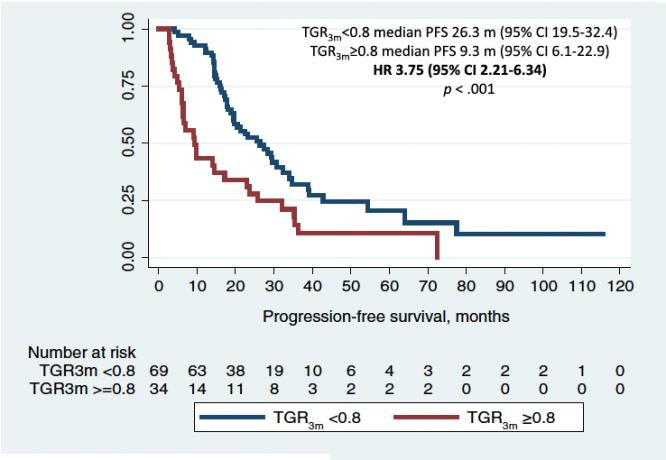 TGR3m<0.8 median PFS 26.3 m (95% CI 19.5-32.4)
TGR3m≥0.8 median PFS 9.3 m (95% CI 6.1-22.9)
HR 3.75 (95% CI 2.21-6.34)
p < .001
1.00
0.75
0.50
0.25
0.00
0 10 20 30 40 50 60 70 80 90 100 110 120
Progression-free survival, months
Number at risk
TGR3m <0.8 69 63 38 19 10 6 4 3 2 2 2 1 0
TGR3m >=0.8 34 14 11 8 3 2 2 2 0 0 0 0 0
TGR3m <0.8 TGR3m ≥0.8